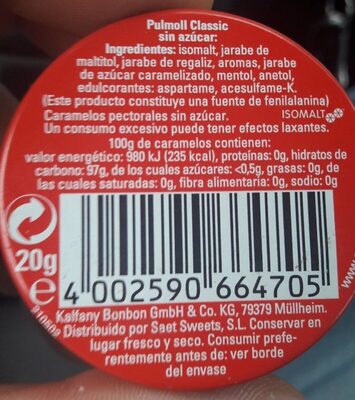 Pulmoll Classic
sin azúcar:
Ingredientes: isomalt, jarabe de
maltitol, jarabe de regaliz, aromas, jarabe
de azúcar caramelizado, mentol, anetol,
edulcorantes: aspartame, acesulfame-K.
(Este producto constituye una fuente de fenilalanina)
Caramelos pectorales sin azúcar. ISOMALT
Un consumo excesivo puede tener efectos laxantes.
100g de caramelos contienen:
valor energético: 980 kJ (235 kcal), proteínas: 0g, hidratos de
carbono: 97g, de los cuales azúcares: <0,5g, grasas: 0g, de
las cuales saturadas: 0g, fibra alimentaria: 0g, sodio: 0g
20g
e
4 002590 664705
www.
910609
Kalfany Bonbon GmbH & Co. KG, 79379 Müllheim.
Distribuido por Saet Sweets, S.L. Conservar en
lugar fresco y seco. Consumir prefe-
rentemente antes de: ver borde
del envase